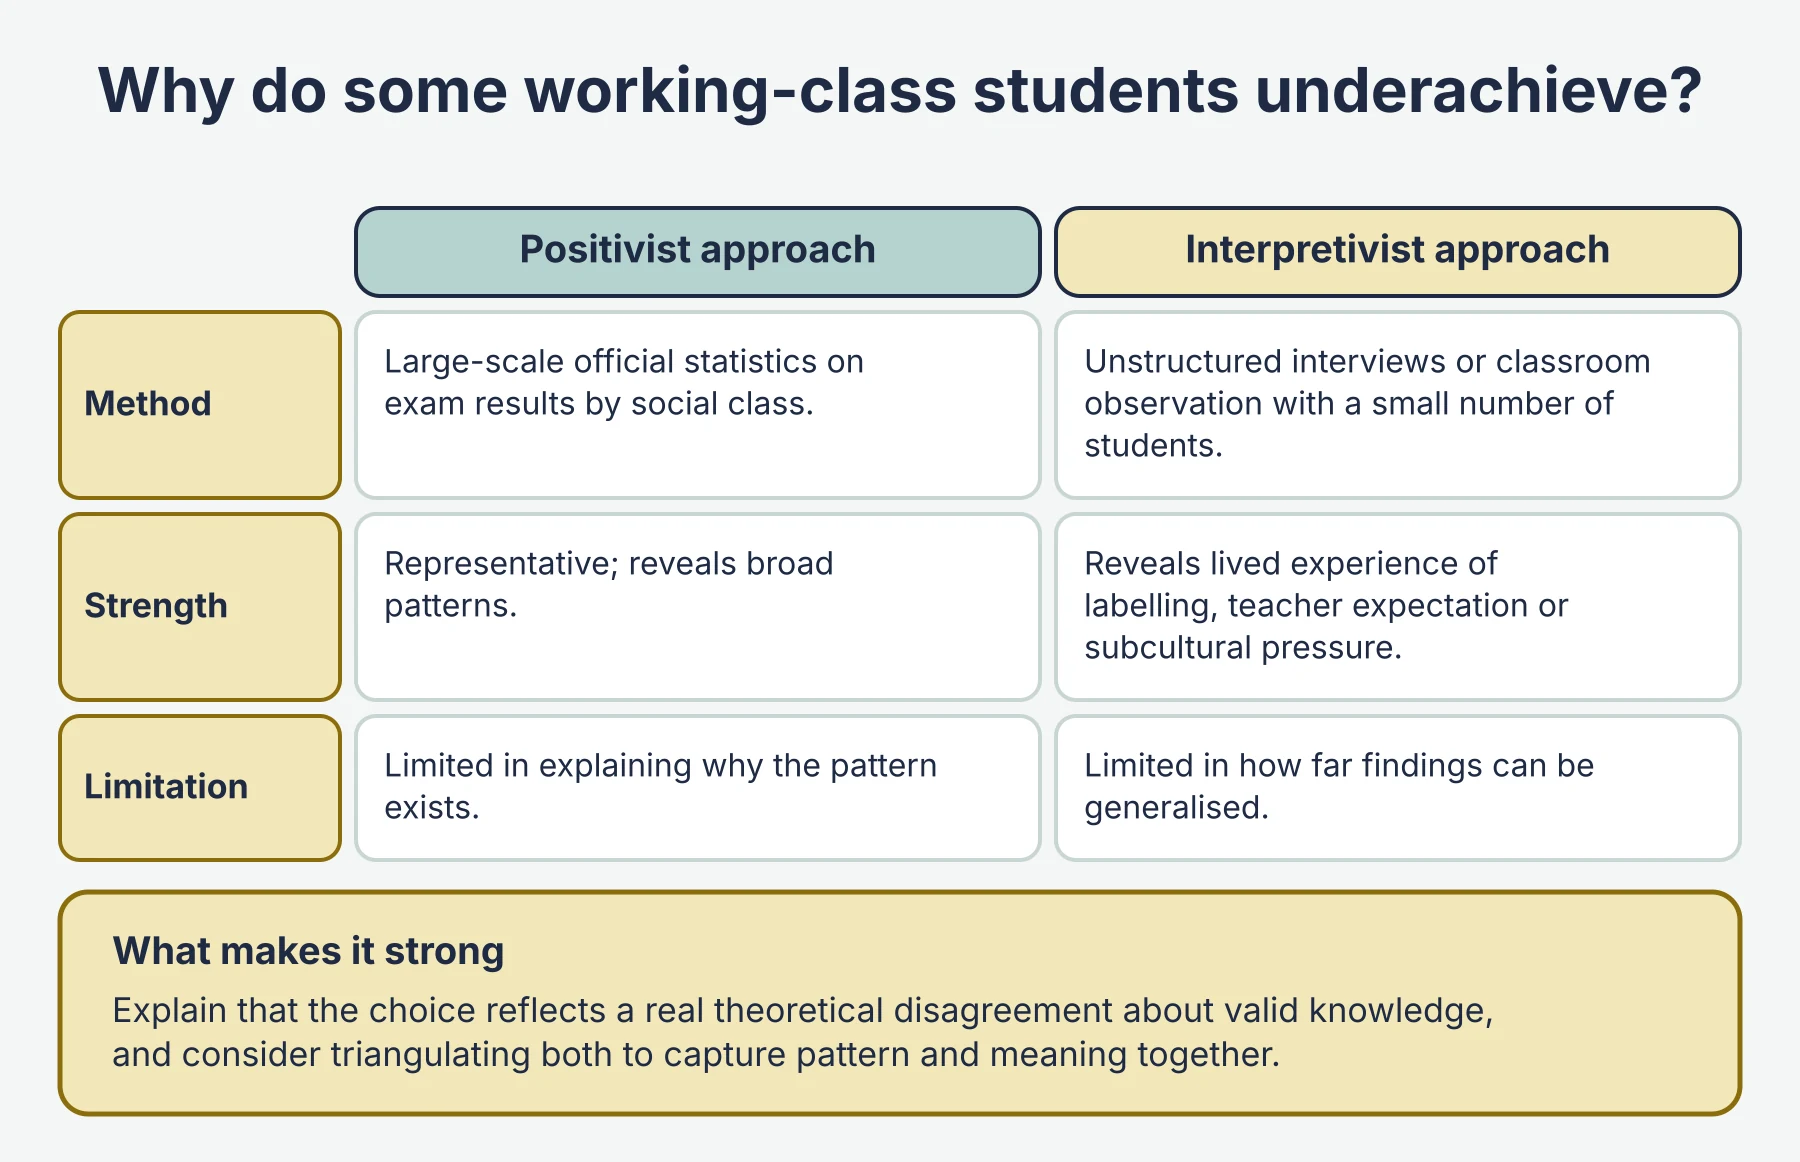 Why do some working-class students underachieve?
Positivist approach
Interpretivist approach
Method
Large-scale official statistics on
exam results by social class.
Unstructured interviews or classroom
observation with a small number of
students.
Strength
Representative; reveals broad
patterns.
Reveals lived experience of
labelling, teacher expectation or
subcultural pressure.
Limitation
Limited in explaining why the pattern
exists.
Limited in how far findings can be
generalised.
What makes it strong
Explain that the choice reflects a real theoretical disagreement about valid knowledge,
and consider triangulating both to capture pattern and meaning together.